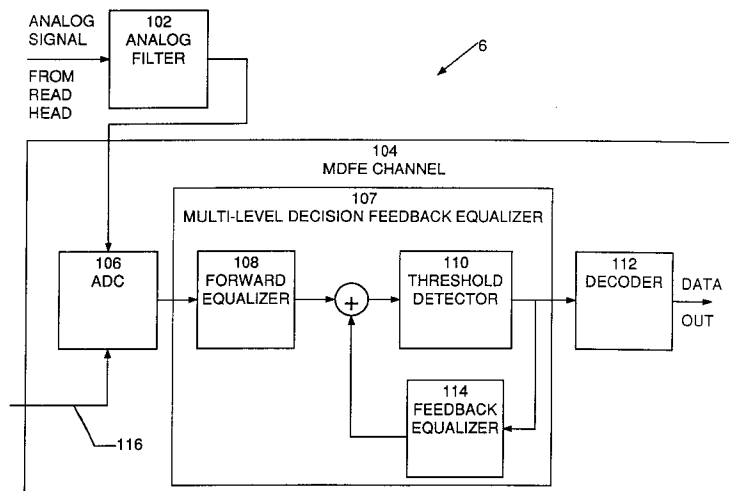 ANALOG
SIGNAL
FROM
READ
HEAD
102
ANALOG
FILTER
6
104
MDFE CHANNEL
107
MULTI-LEVEL DECISION FEEDBACK EQUALIZER
106
ADC
108
FORWARD
EQUALIZER
+
110
THRESHOLD
DETECTOR
112
DECODER
DATA
OUT
114
FEEDBACK
EQUALIZER
116